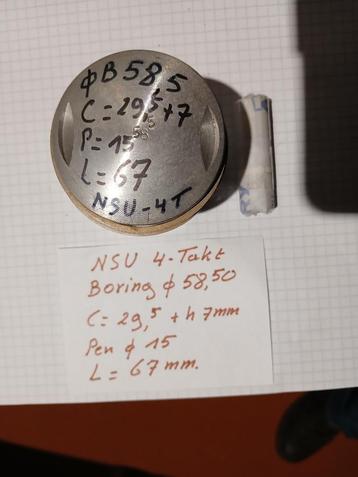 φB 58,5
C = 29,5 + 7
P = 15
L = 67
NSU - 4T
NSU 4-Takt
Boring φ 58,50
C = 29,5 + h 7mm
Pen φ 15
L = 67 mm.